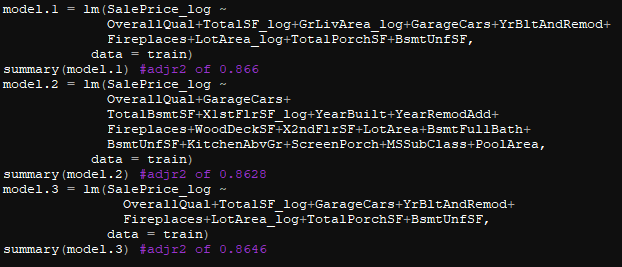 model.1 = lm(SalePrice_log ~
OverallQual+TotalSF_log+GrLivArea_log+GarageCars+YrBltAndRemod+
Fireplaces+LotArea_log+TotalPorchSF+BsmtUnfSF,
data = train)
summary(model.1) #adjr2 of 0.866
model.2 = lm(SalePrice_log ~
OverallQual+GarageCars+
TotalBsmtSF+X1stFlrSF_log+YearBuilt+YearRemodAdd+
Fireplaces+WoodDeckSF+X2ndFlrSF+LotArea+BsmtFullBath+
BsmtUnfSF+KitchenAbvGr+ScreenPorch+MSSubClass+PoolArea,
data = train)
summary(model.2) #adjr2 of 0.8628
model.3 = lm(SalePrice_log ~
OverallQual+TotalSF_log+GarageCars+YrBltAndRemod+
Fireplaces+LotArea_log+TotalPorchSF+BsmtUnfSF,
data = train)
summary(model.3) #adjr2 of 0.8646